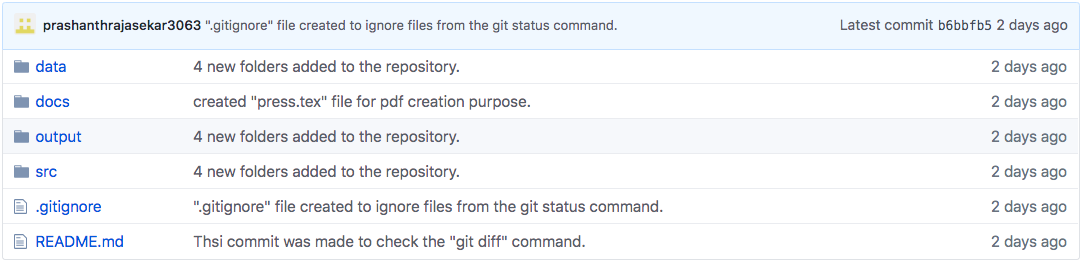 prashanthrajasekar3063 ".gitignore" file created to ignore files from the git status command. Latest commit b6bbfb5 2 days ago
data 4 new folders added to the repository. 2 days ago
docs created "press.tex" file for pdf creation purpose. 2 days ago
output 4 new folders added to the repository. 2 days ago
src 4 new folders added to the repository. 2 days ago
.gitignore ".gitignore" file created to ignore files from the git status command. 2 days ago
README.md Thsi commit was made to check the "git diff" command. 2 days ago